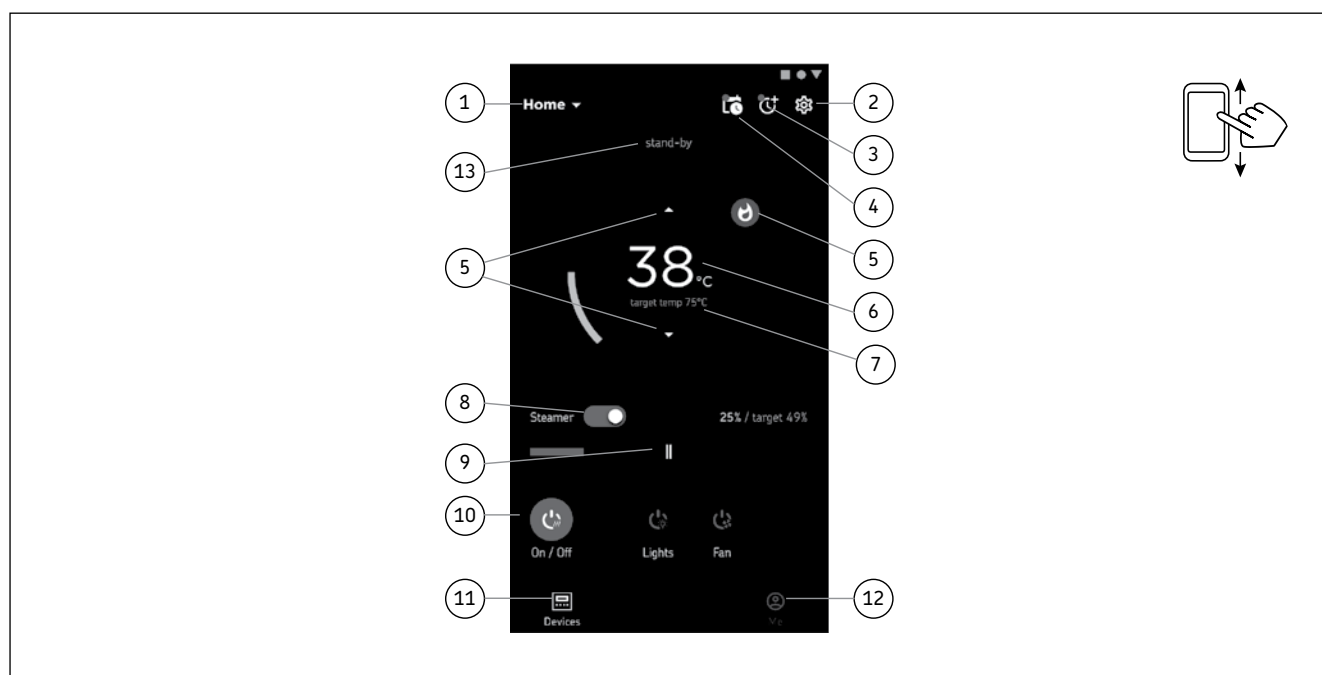 1
Home
2
stand-by
3
13
4
5
38 °C
5
target temp 75°C
6
7
8
Steamer
25% / target 49%
9
10
On / Off
Lights
Fan
11
12
Devices
Me